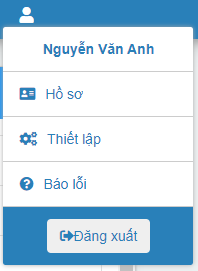 Nguyễn Văn Anh
Hồ sơ
Thiết lập
Báo lỗi
Đăng xuất